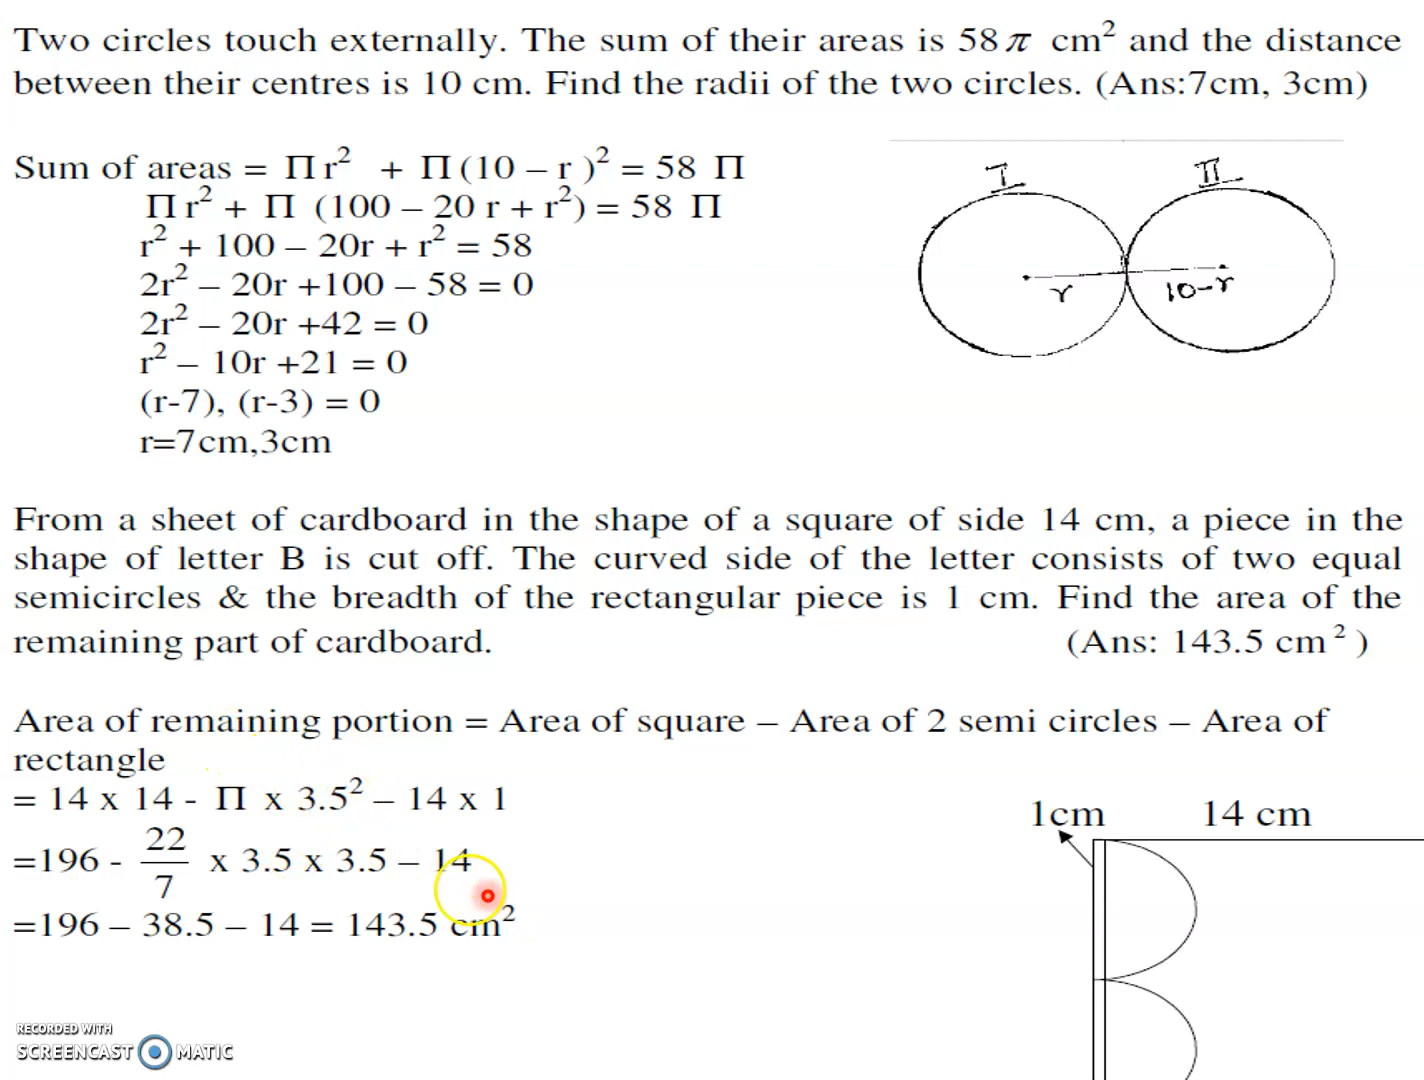 Two circles touch externally. The sum of their areas is 58π cm² and the distance
between their centres is 10 cm. Find the radii of the two circles. (Ans:7cm, 3cm)
Sum of areas = Π r² + Π (10 – r )² = 58 Π
Π r² + Π (100 – 20 r + r²) = 58 Π
r² + 100 – 20r + r² = 58
2r² – 20r +100 – 58 = 0
2r² – 20r +42 = 0
r² – 10r +21 = 0
(r-7), (r-3) = 0
r=7cm,3cm
I II
r 10-r
From a sheet of cardboard in the shape of a square of side 14 cm, a piece in the
shape of letter B is cut off. The curved side of the letter consists of two equal
semicircles & the breadth of the rectangular piece is 1 cm. Find the area of the
remaining part of cardboard. (Ans: 143.5 cm²)
Area of remaining portion = Area of square – Area of 2 semi circles – Area of
rectangle
= 14 x 14 - Π x 3.5² – 14 x 1
=196 - 22/7 x 3.5 x 3.5 – 14
=196 – 38.5 – 14 = 143.5 cm²
1cm 14 cm
RECORDED WITH
SCREENCAST MATIC